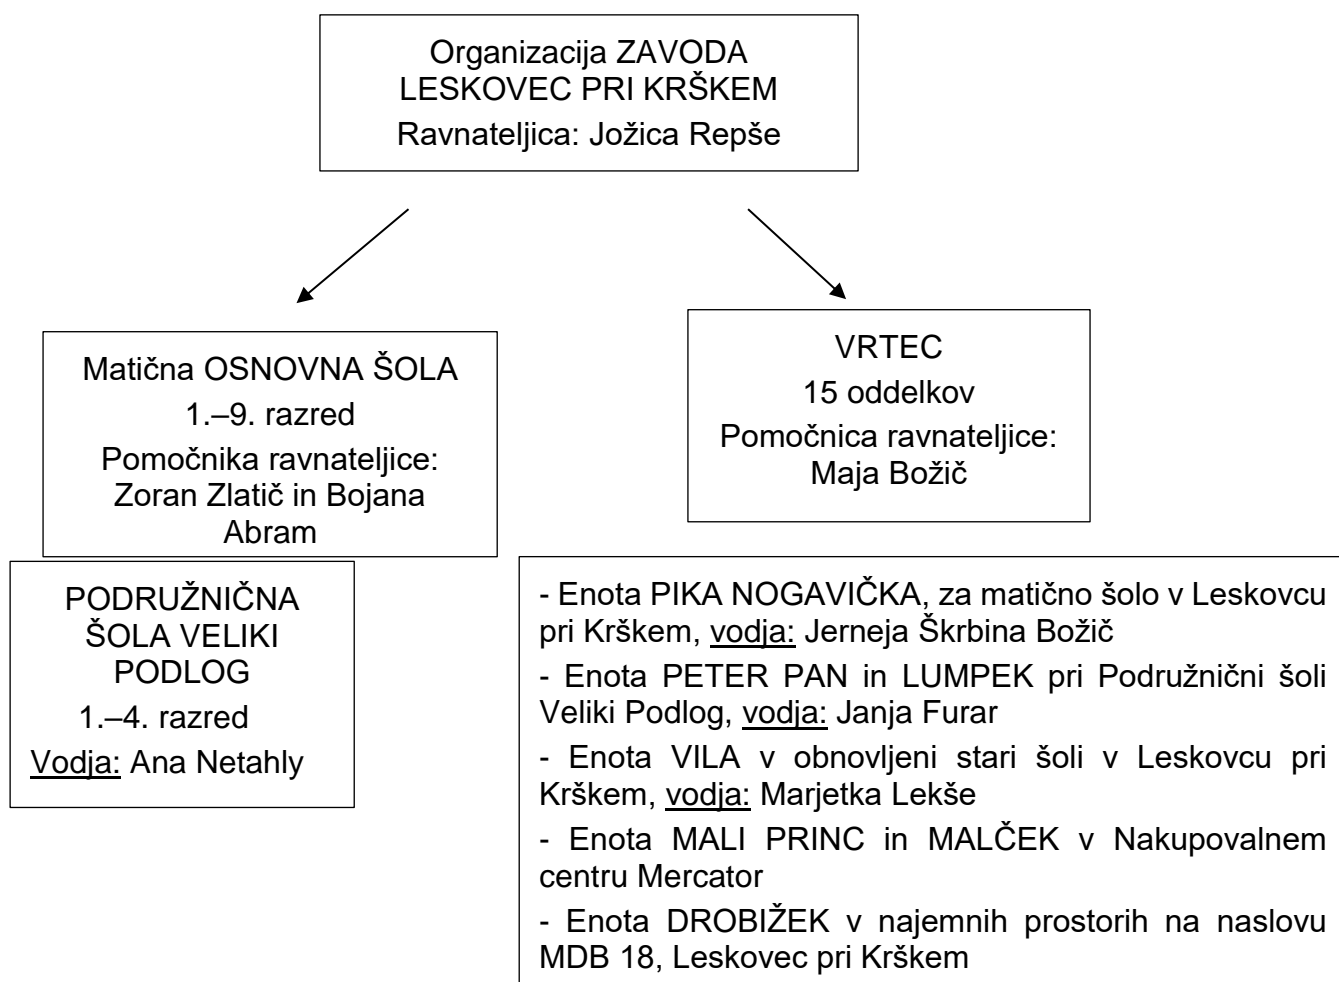 Organizacija ZAVODA
LESKOVEC PRI KRŠKEM
Ravnateljica: Jožica Repše
Matična OSNOVNA ŠOLA
1.–9. razred
Pomočnika ravnateljice:
Zoran Zlatič in Bojana
Abram
VRTEC
15 oddelkov
Pomočnica ravnateljice:
Maja Božič
PODRUŽNIČNA
ŠOLA VELIKI
PODLOG
1.–4. razred
Vodja: Ana Netahly
- Enota PIKA NOGAVIČKA, za matično šolo v Leskovcu
pri Krškem, vodja: Jerneja Škrbina Božič
- Enota PETER PAN in LUMPEK pri Podružnični šoli
Veliki Podlog, vodja: Janja Furar
- Enota VILA v obnovljeni stari šoli v Leskovcu pri
Krškem, vodja: Marjetka Lekše
- Enota MALI PRINC in MALČEK v Nakupovalnem
centru Mercator
- Enota DROBIŽEK v najemnih prostorih na naslovu
MDB 18, Leskovec pri Krškem